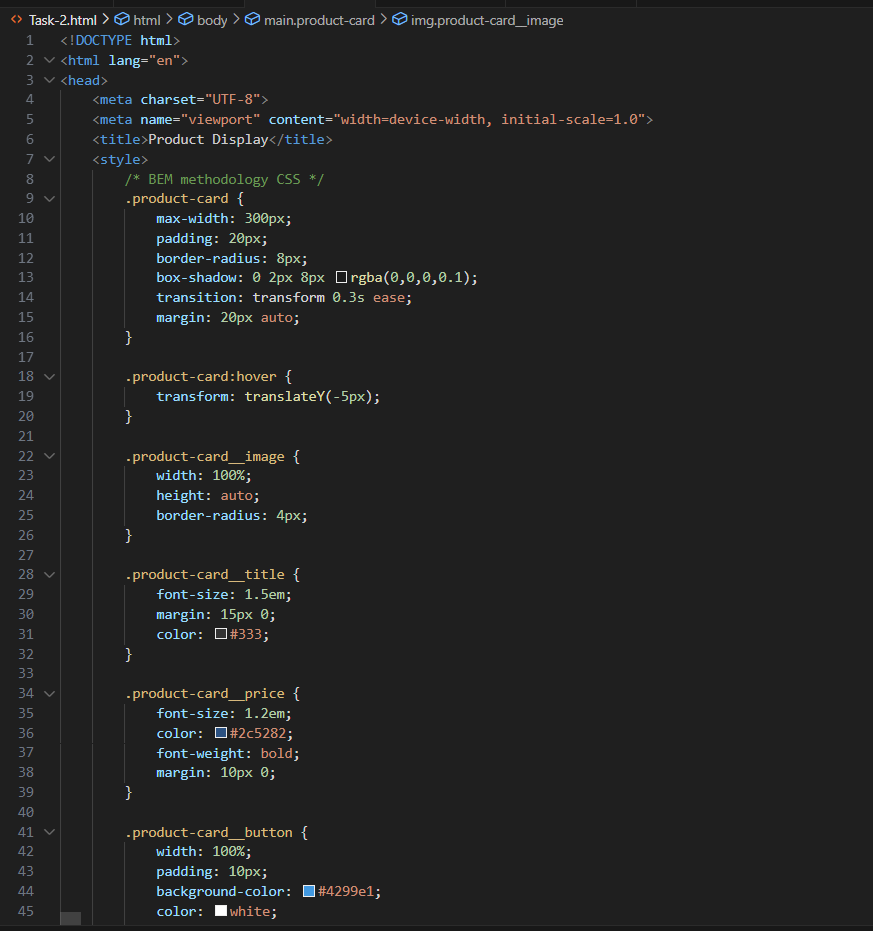 Task-2.html > html > body > main.product-card > img.product-card__image
1 <!DOCTYPE html>
2 <html lang="en">
3 <head>
4     <meta charset="UTF-8">
5     <meta name="viewport" content="width=device-width, initial-scale=1.0">
6     <title>Product Display</title>
7     <style>
8         /* BEM methodology CSS */
9         .product-card {
10             max-width: 300px;
11             padding: 20px;
12             border-radius: 8px;
13             box-shadow: 0 2px 8px rgba(0,0,0,0.1);
14             transition: transform 0.3s ease;
15             margin: 20px auto;
16         }
17
18         .product-card:hover {
19             transform: translateY(-5px);
20         }
21
22         .product-card__image {
23             width: 100%;
24             height: auto;
25             border-radius: 4px;
26         }
27
28         .product-card__title {
29             font-size: 1.5em;
30             margin: 15px 0;
31             color: #333;
32         }
33
34         .product-card__price {
35             font-size: 1.2em;
36             color: #2c5282;
37             font-weight: bold;
38             margin: 10px 0;
39         }
40
41         .product-card__button {
42             width: 100%;
43             padding: 10px;
44             background-color: #4299e1;
45             color: white;